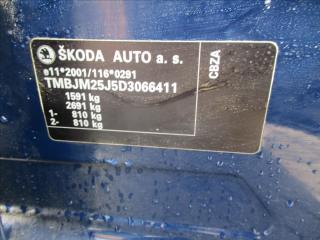 ŠKODA AUTO a. s.
e11*2001/116*0291
TMBJM25J5D3066411
1591 kg
2691 kg
1- 810 kg
2- 810 kg
CBZA